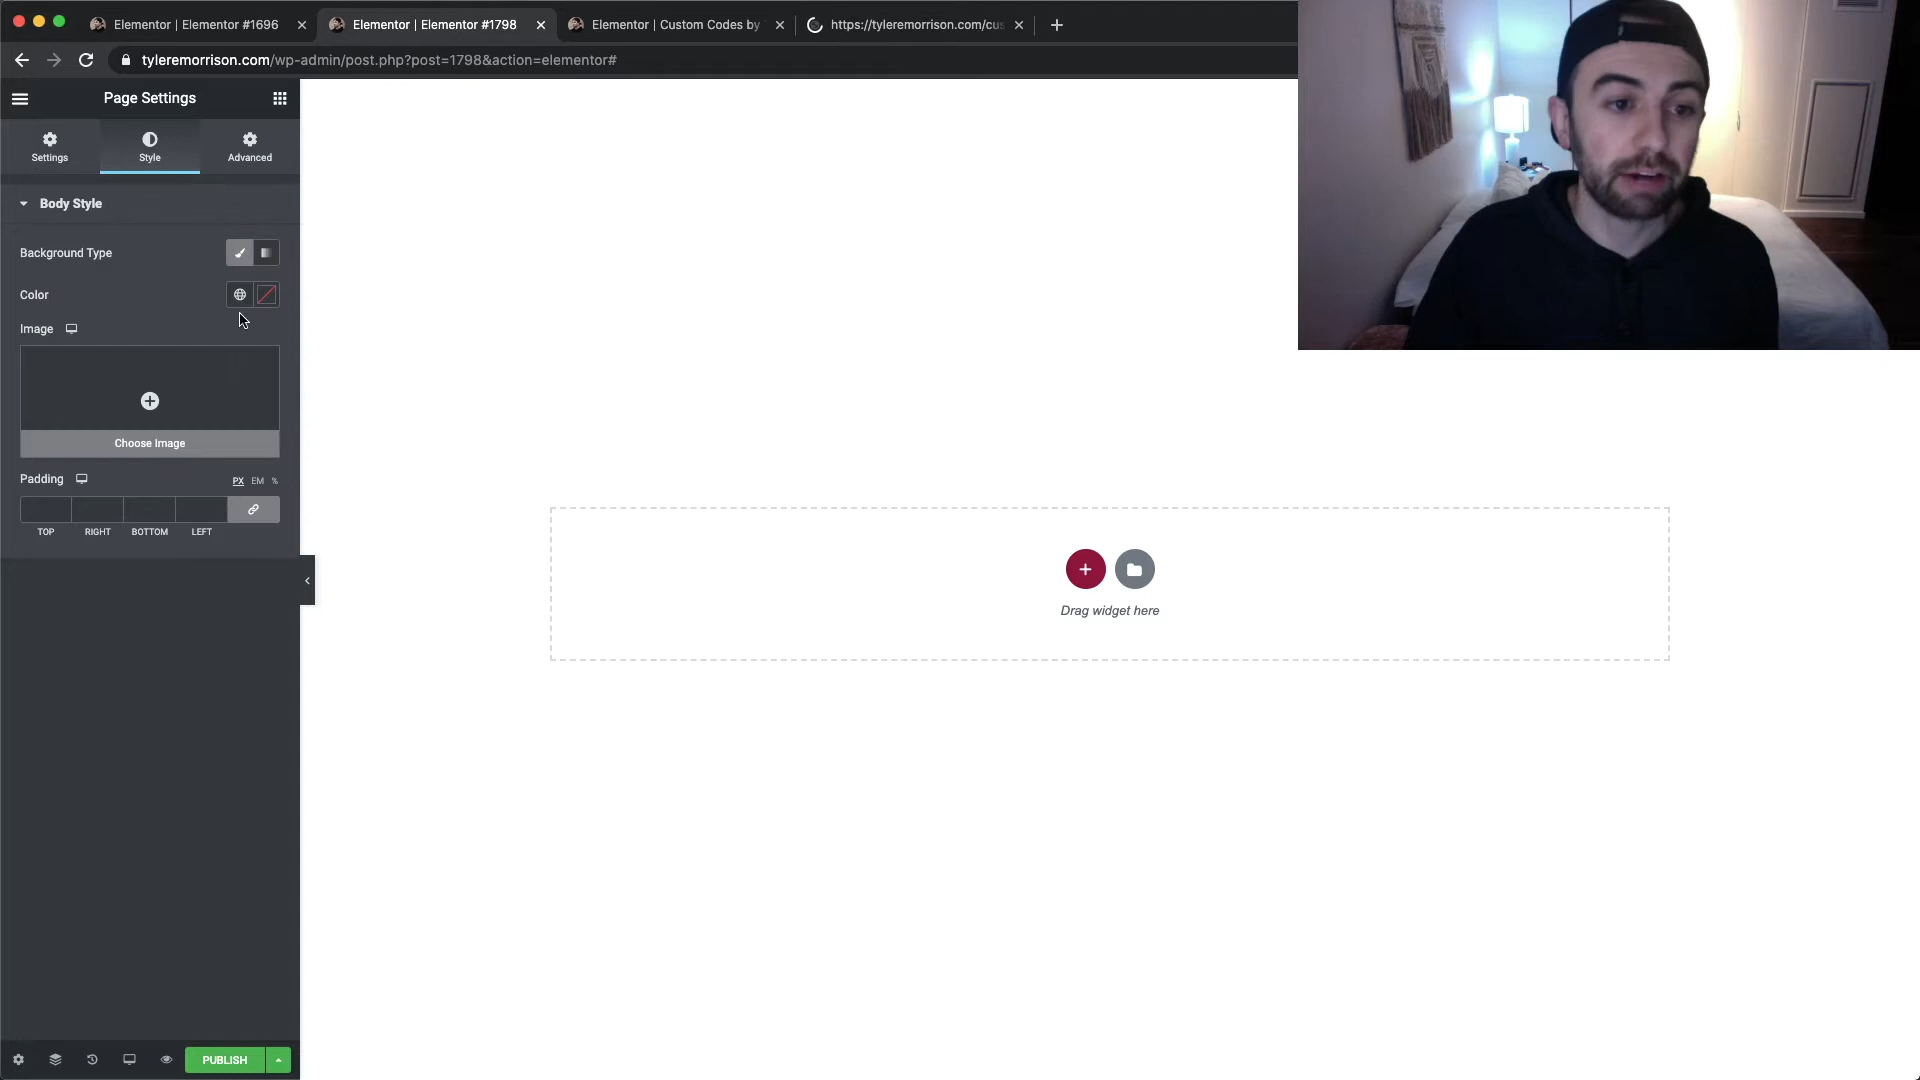 Elementor | Elementor #1696
Elementor | Elementor #1798
Elementor | Custom Codes by
https://tyleremorrison.com/cus
tyleremorrison.com/wp-admin/post.php?post=1798&action=elementor#
Page Settings
Settings
Style
Advanced
Body Style
Background Type
Color
Image
Choose Image
Padding
PX EM %
TOP RIGHT BOTTOM LEFT
Drag widget here
PUBLISH